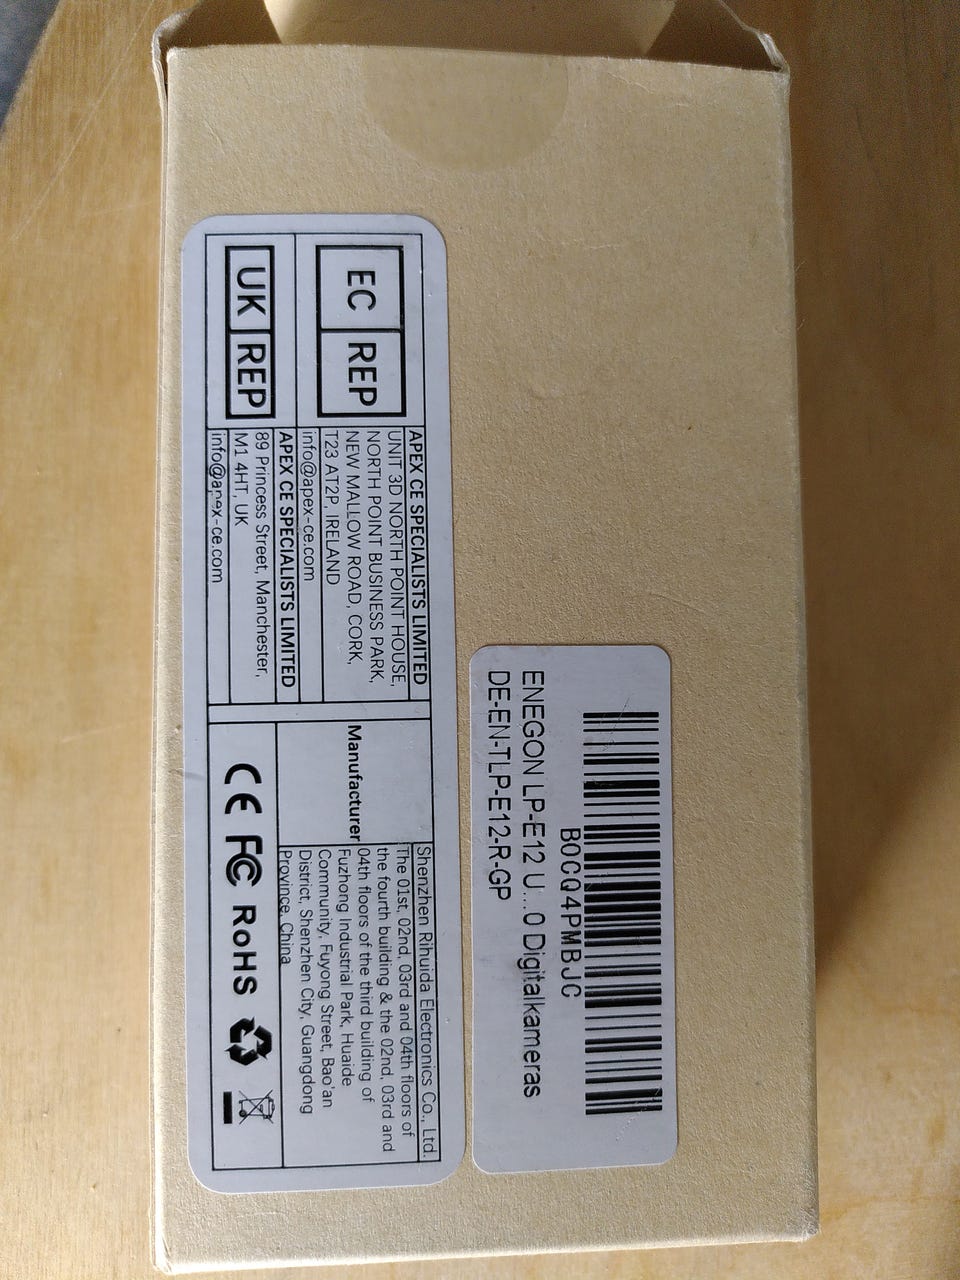 EC REP
APEX CE SPECIALISTS LIMITED
UNIT 3D NORTH POINT HOUSE,
NORTH POINT BUSINESS PARK,
NEW MALLOW ROAD, CORK,
T23 AT2P, IRELAND
info@apex-ce.com
UK REP
APEX CE SPECIALISTS LIMITED
89 Princess Street, Manchester,
M1 4HT, UK
info@apex-ce.com
Manufacturer
Shenzhen Rihuida Electronics Co., Ltd.
The 01st, 02nd, 03rd and 04th floors of
the fourth building & the 02nd, 03rd and
04th floors of the third building of
Fuzhong Industrial Park, Huaide
Community, Fuyong Street, Bao'an
District, Shenzhen City, Guangdong
Province, China
CE FC RoHS
B0CQ4PMBJC
ENEGON LP-E12 U...0 Digitalkameras
DE-EN-TLP-E12-R-GP